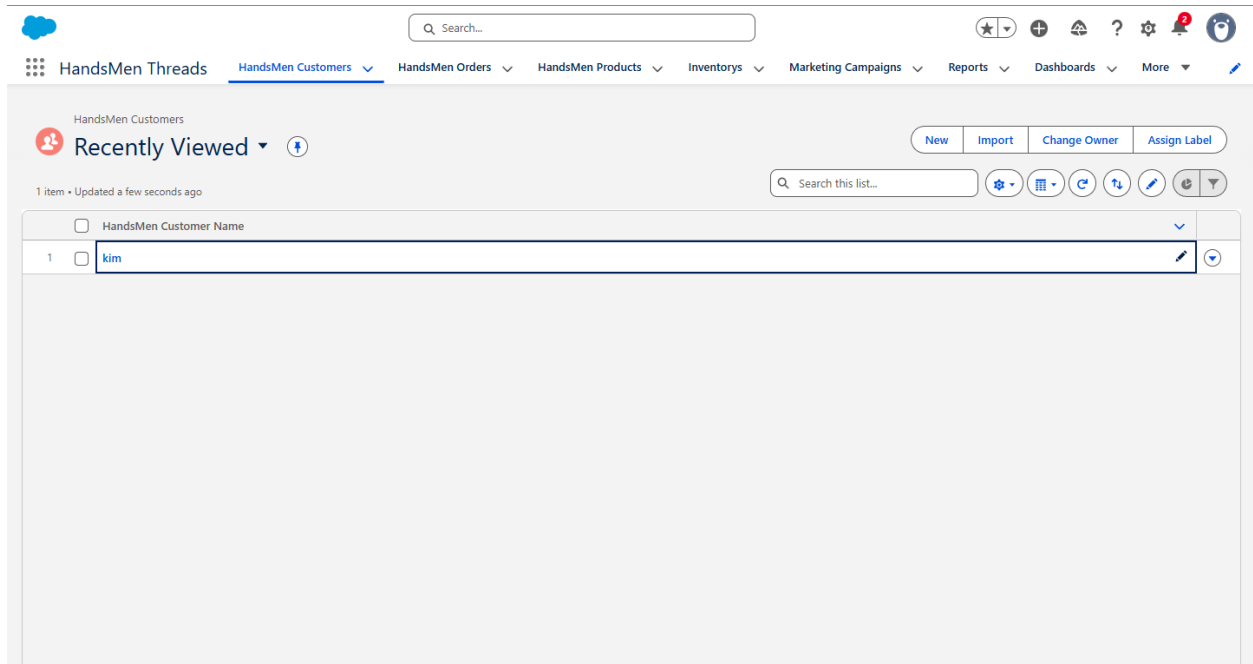 Search...
2
HandsMen Threads HandsMen Customers HandsMen Orders HandsMen Products Inventorys Marketing Campaigns Reports Dashboards More
HandsMen Customers
Recently Viewed
New Import Change Owner Assign Label
1 item • Updated a few seconds ago
Search this list...
HandsMen Customer Name
1 kim